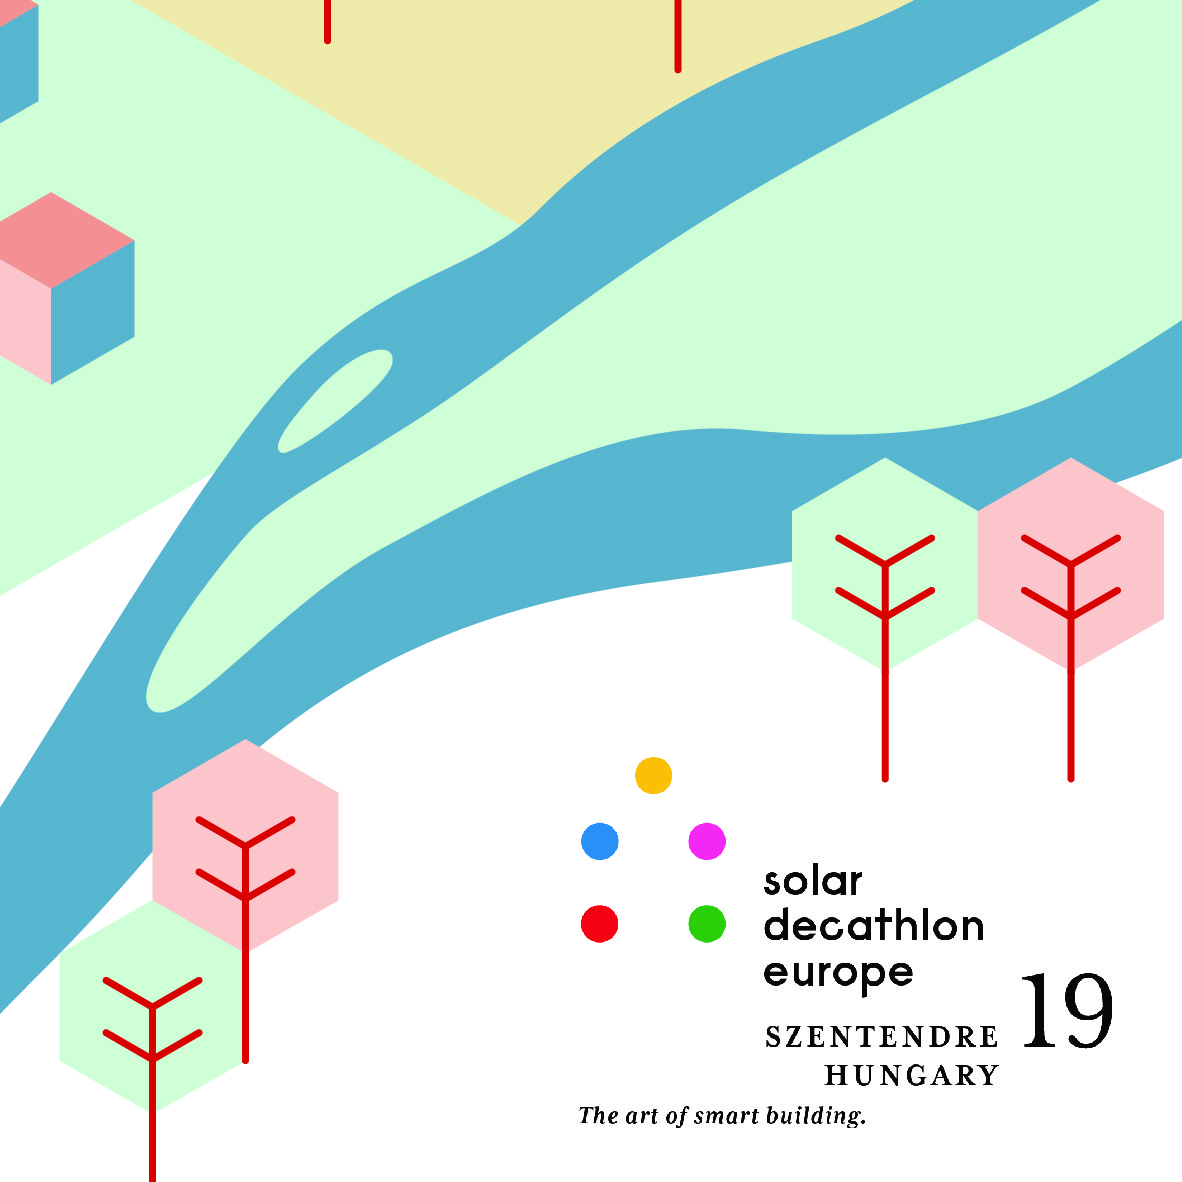 solar
decathlon
europe
19
SZENTENDRE
HUNGARY
The art of smart building.